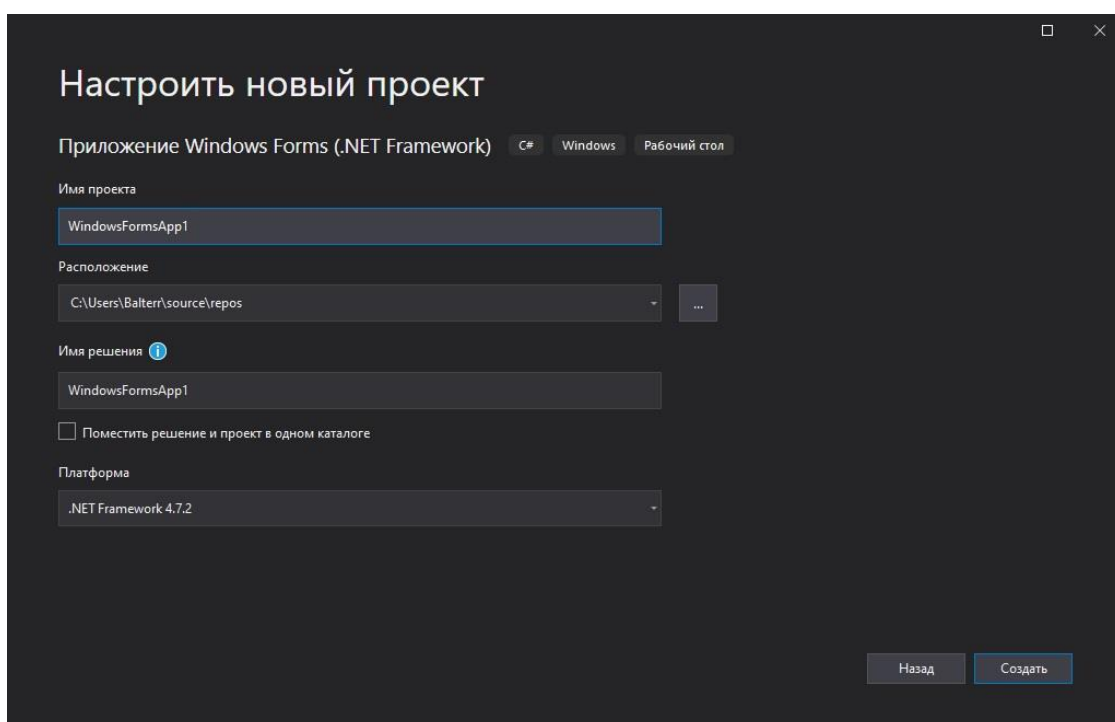 Настроить новый проект
Приложение Windows Forms (.NET Framework) C# Windows Рабочий стол
Имя проекта
WindowsFormsApp1
Расположение
C:\Users\Balterr\source\repos
...
Имя решения
WindowsFormsApp1
Поместить решение и проект в одном каталоге
Платформа
.NET Framework 4.7.2
Назад Создать